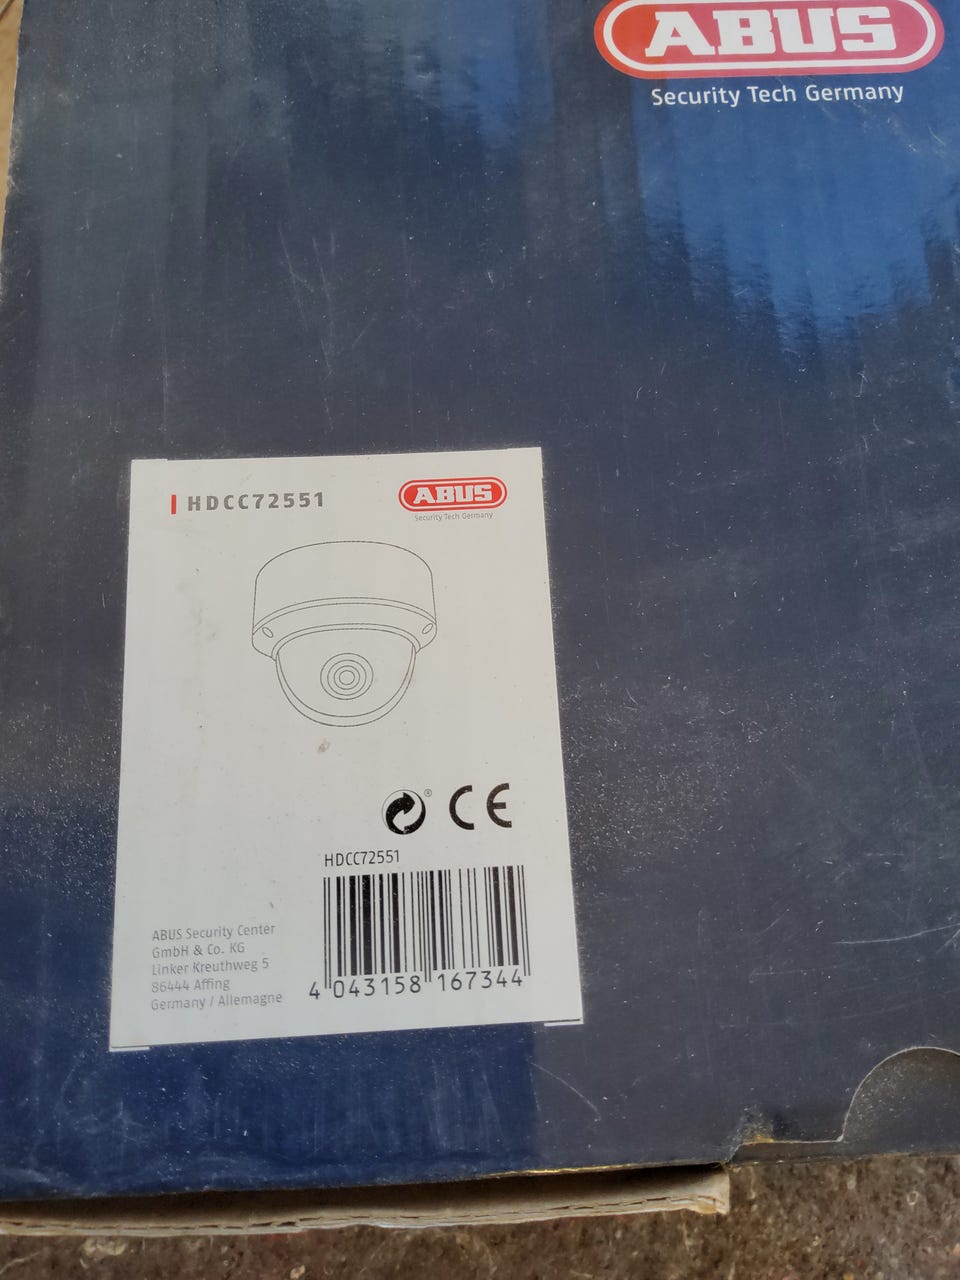 ABUS
Security Tech Germany
HDCC72551
ABUS
Security Tech Germany
®
CE
HDCC72551
4 043158 167344
ABUS Security Center
GmbH & Co. KG
Linker Kreuthweg 5
86444 Affing
Germany / Allemagne